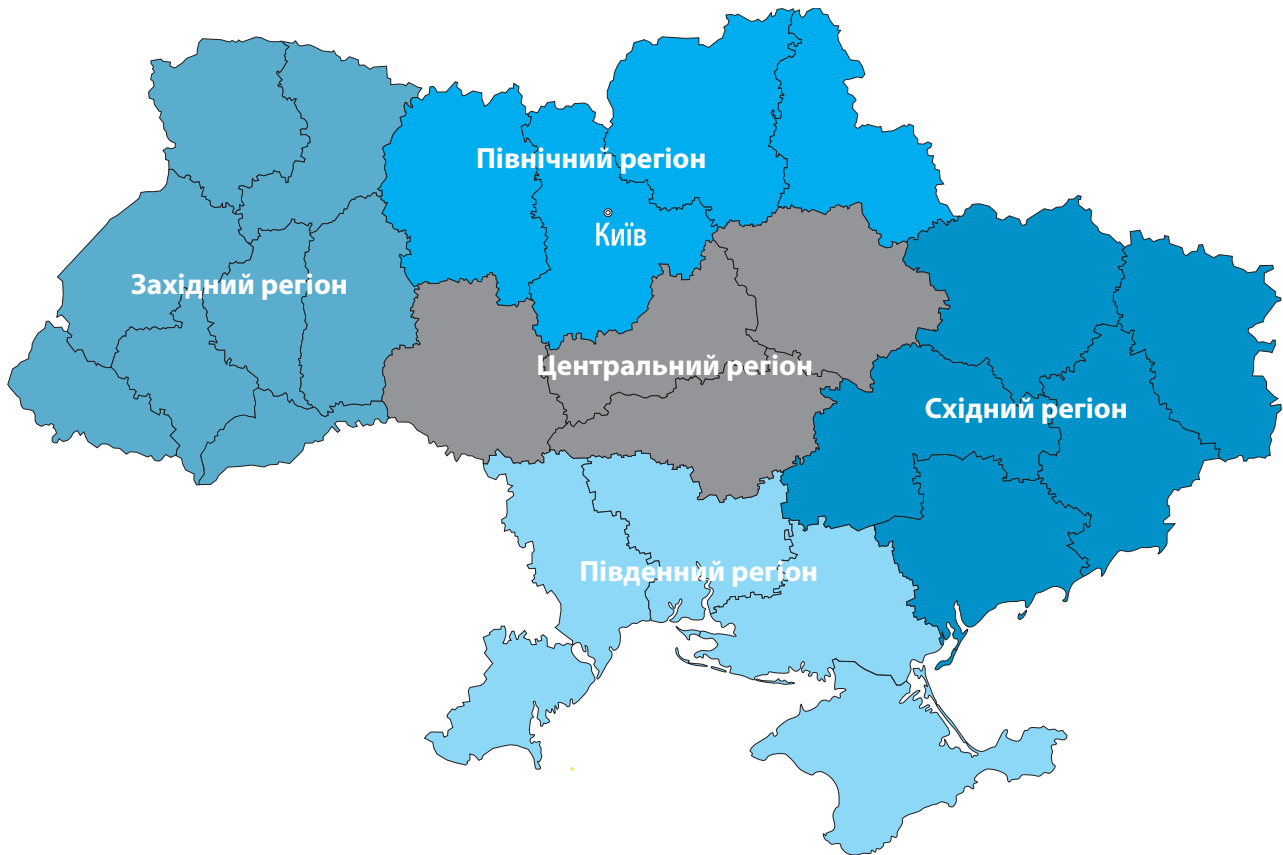 Північний регіон
Київ
Західний регіон
Центральний регіон
Східний регіон
Південний регіон